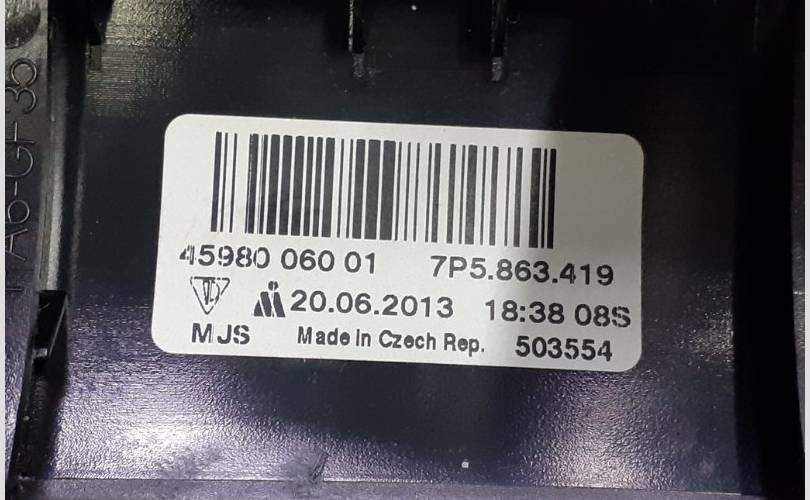 45980 060 01 7P5.863.419
20.06.2013 18:38 08S
MJS Made in Czech Rep. 503554